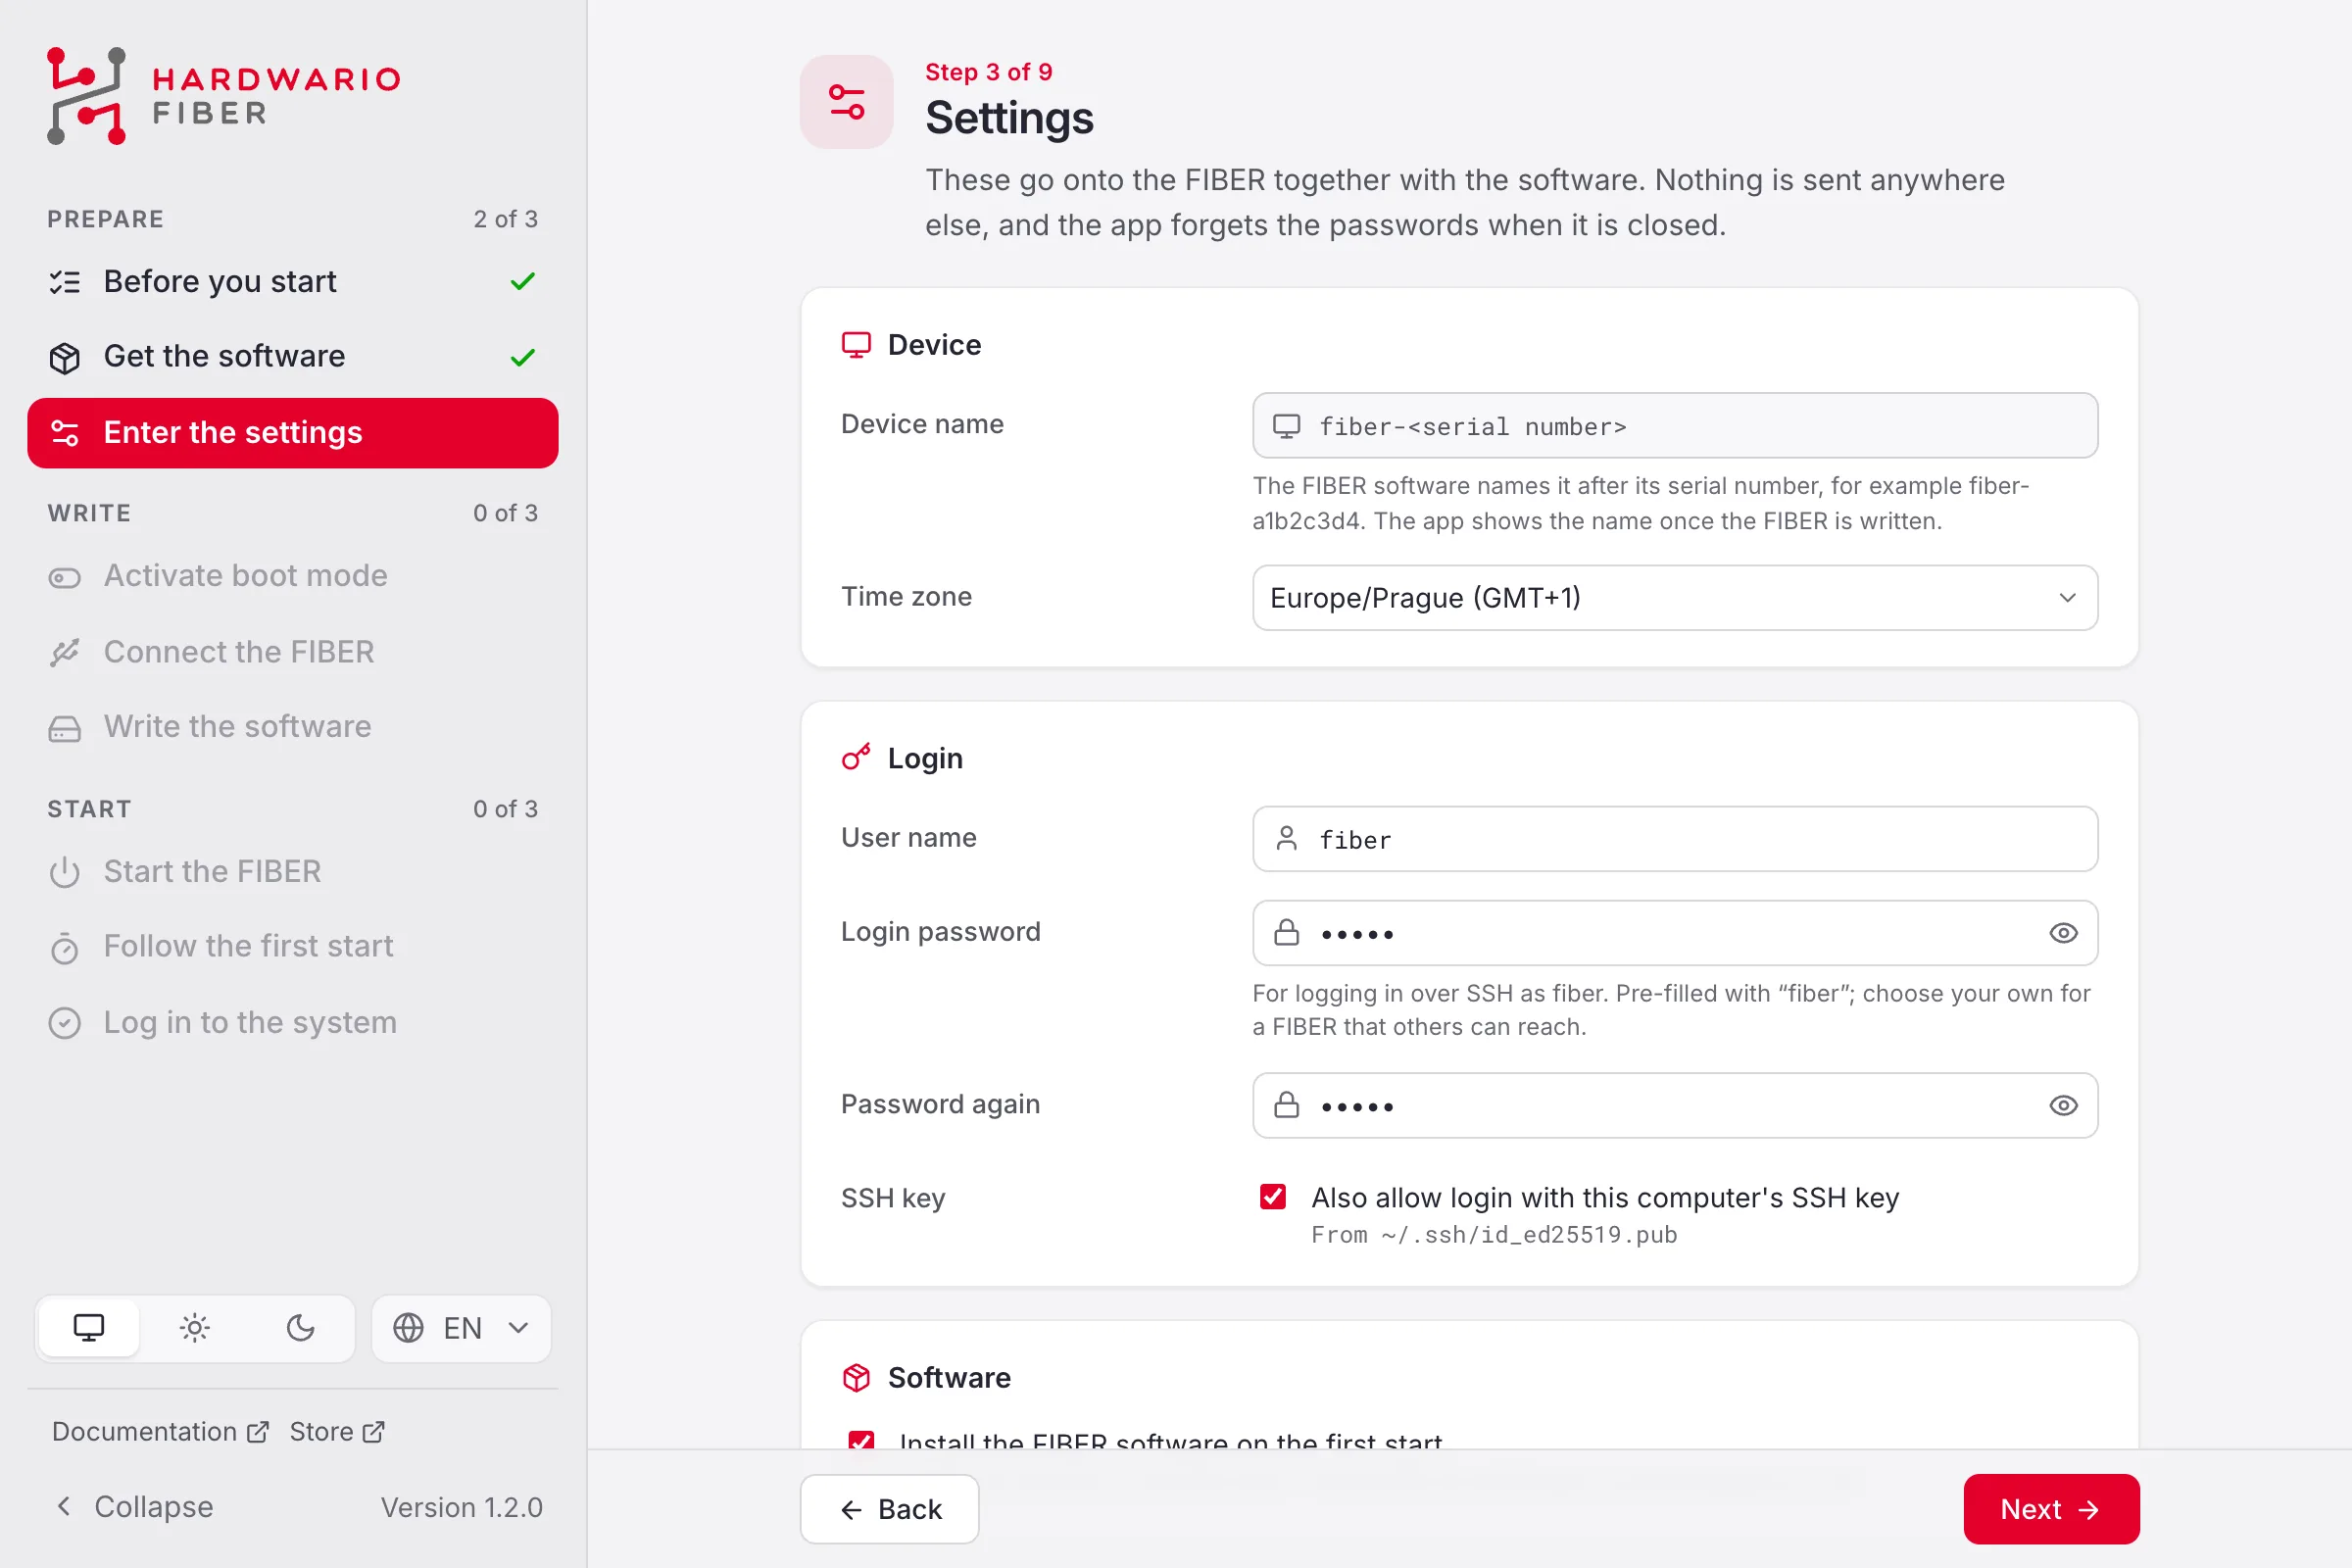 HARDWARIO
FIBER
PREPARE 2 of 3
Before you start
Get the software
Enter the settings
WRITE 0 of 3
Activate boot mode
Connect the FIBER
Write the software
START 0 of 3
Start the FIBER
Follow the first start
Log in to the system
EN
Documentation Store
Collapse Version 1.2.0
Step 3 of 9
Settings
These go onto the FIBER together with the software. Nothing is sent anywhere
else, and the app forgets the passwords when it is closed.
Device
Device name fiber-<serial number>
The FIBER software names it after its serial number, for example fiber-
a1b2c3d4. The app shows the name once the FIBER is written.
Time zone Europe/Prague (GMT+1)
Login
User name fiber
Login password •••••
For logging in over SSH as fiber. Pre-filled with “fiber”; choose your own for
a FIBER that others can reach.
Password again •••••
SSH key Also allow login with this computer's SSH key
From ~/.ssh/id_ed25519.pub
Software
Install the FIBER software on the first start
Back Next